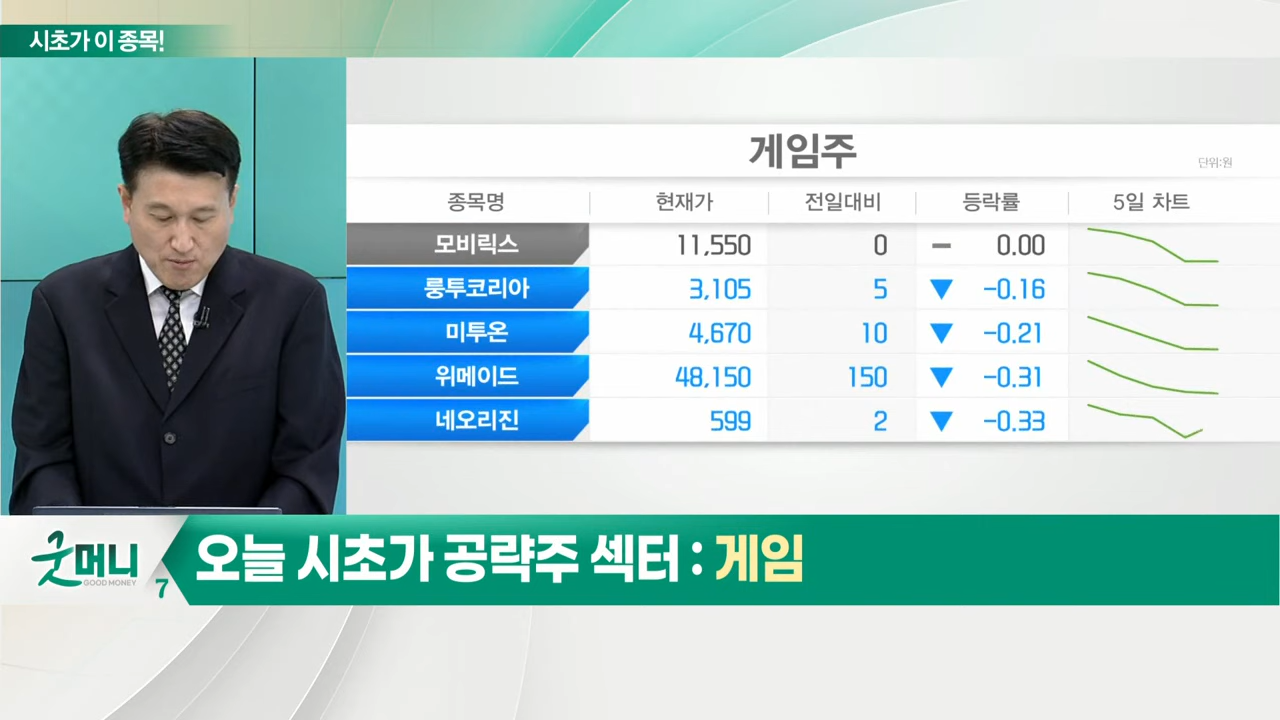 시초가 이 종목!
게임주
단위:원
종목명 현재가 전일대비 등락률 5일 차트
모비릭스 11,550 0 － 0.00
룽투코리아 3,105 5 ▼ -0.16
미투온 4,670 10 ▼ -0.21
위메이드 48,150 150 ▼ -0.31
네오리진 599 2 ▼ -0.33
굿머니
GOOD MONEY
7
오늘 시초가 공략주 섹터 : 게임